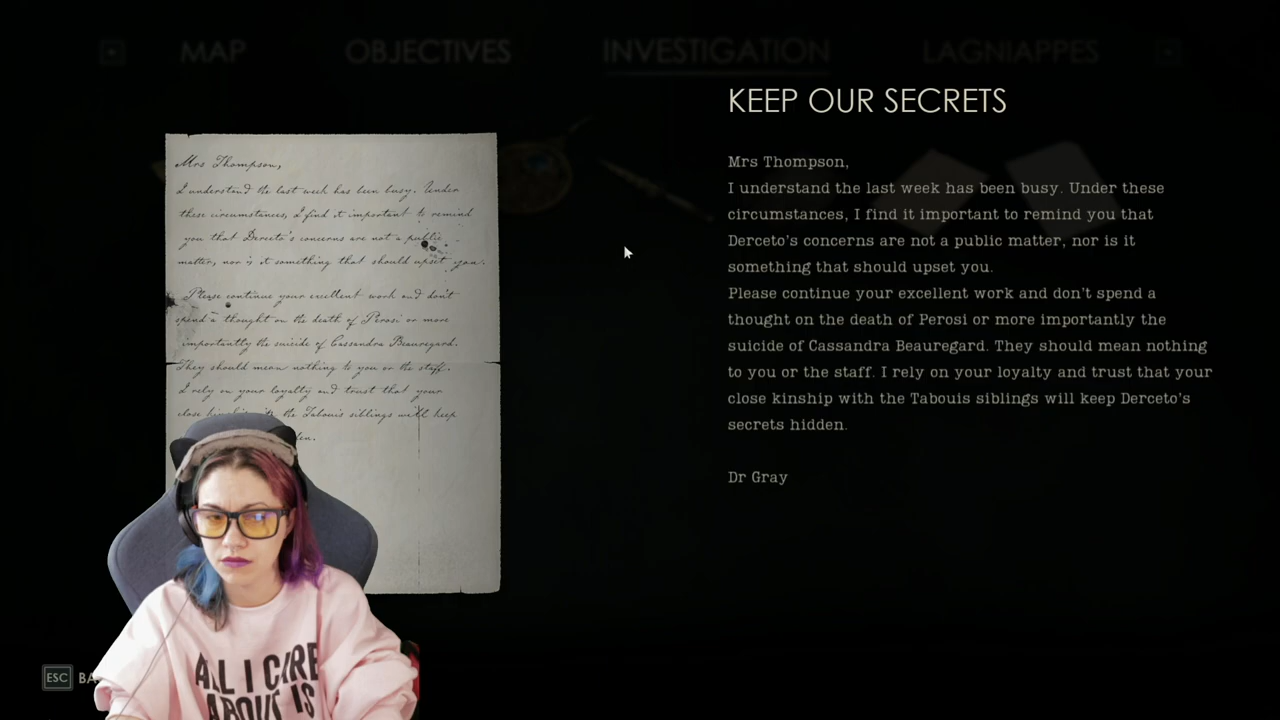 MAP
OBJECTIVES
INVESTIGATION
LAGNIAPPES
KEEP OUR SECRETS
Mrs Thompson,
I understand the last week has been busy. Under
these circumstances, I find it important to remind
you that Derceto's concerns are not a public
matter, nor is it something that should upset you.
Please continue your excellent work and don't
spend a thought on the death of Perosi or more
importantly the suicide of Cassandra Beauregard.
They should mean nothing to you or the staff.
I rely on your loyalty and trust that your
close the Tabouis siblings will keep
Mrs Thompson,
I understand the last week has been busy. Under these
circumstances, I find it important to remind you that
Derceto's concerns are not a public matter, nor is it
something that should upset you.
Please continue your excellent work and don't spend a
thought on the death of Perosi or more importantly the
suicide of Cassandra Beauregard. They should mean nothing
to you or the staff. I rely on your loyalty and trust that your
close kinship with the Tabouis siblings will keep Derceto's
secrets hidden.
Dr Gray
ESC
ALL I CARE
ABOUT IS